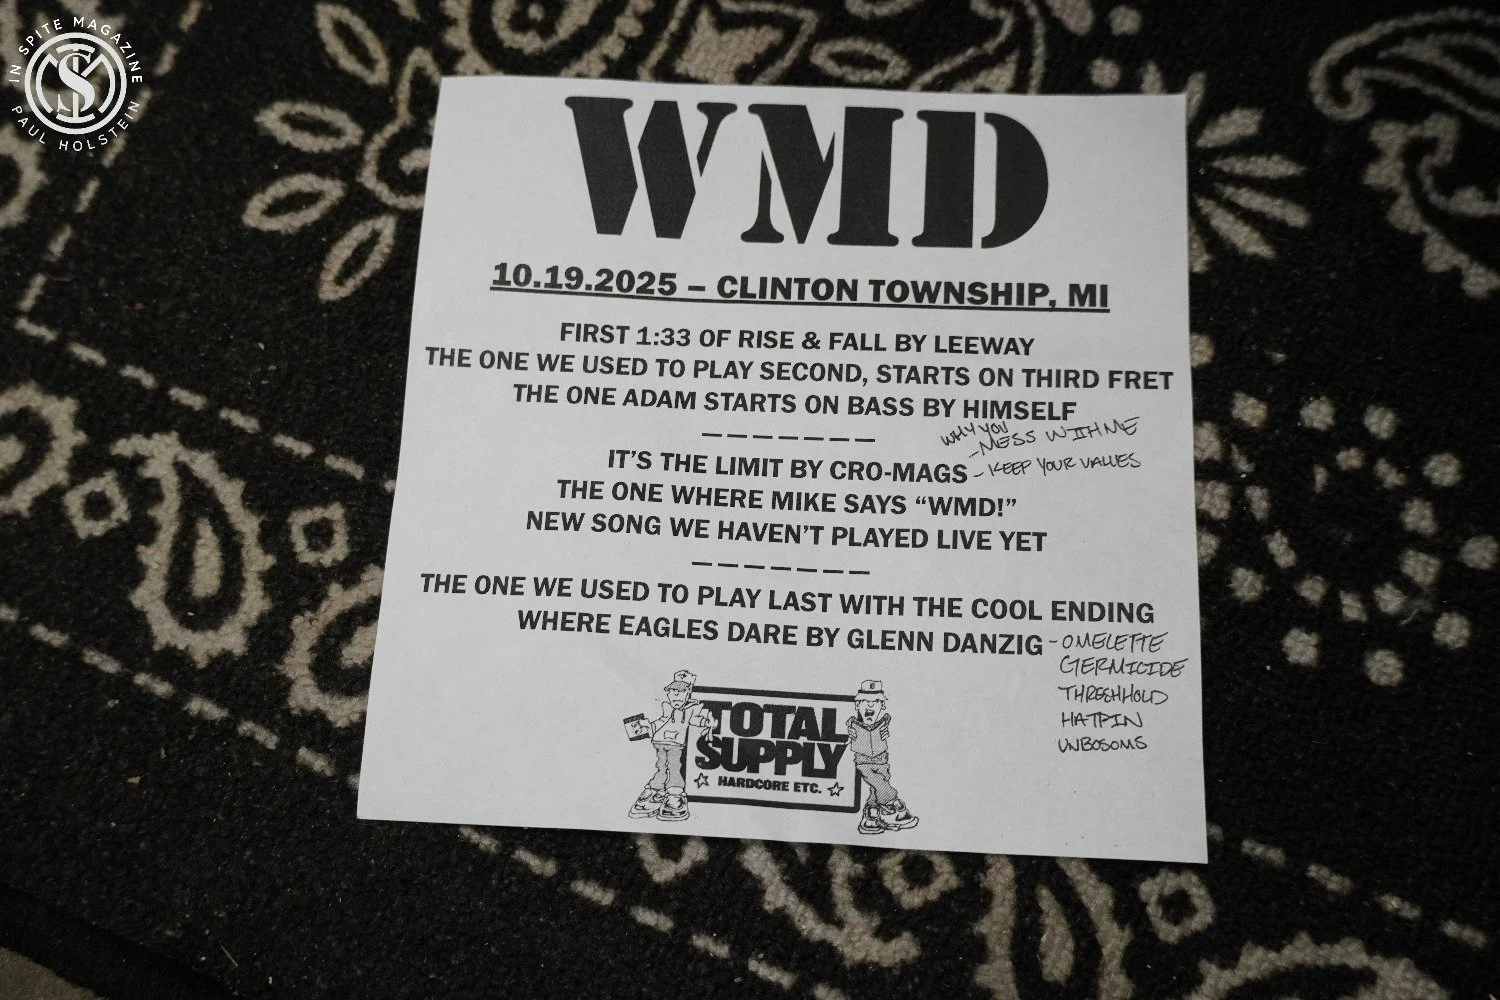 IN SPITE MAGAZINE
PAUL HOLSTEIN
WMD
10.19.2025 – CLINTON TOWNSHIP, MI
FIRST 1:33 OF RISE & FALL BY LEEWAY
THE ONE WE USED TO PLAY SECOND, STARTS ON THIRD FRET
THE ONE ADAM STARTS ON BASS BY HIMSELF
– – – – – – –
WHY YOU
-MESS WITH ME
IT'S THE LIMIT BY CRO-MAGS - KEEP YOUR VALUES
THE ONE WHERE MIKE SAYS “WMD!”
NEW SONG WE HAVEN'T PLAYED LIVE YET
– – – – – – –
THE ONE WE USED TO PLAY LAST WITH THE COOL ENDING
WHERE EAGLES DARE BY GLENN DANZIG - OMELETTE
GERMICIDE
THRESHHOLD
HATPIN
UNBOSOMS
TOTAL
SUPPLY
HARDCORE ETC.